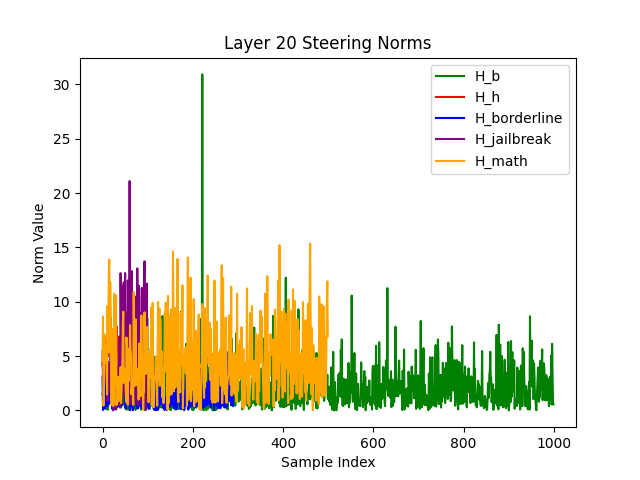 Layer 20 Steering Norms
H_b
H_h
H_borderline
H_jailbreak
H_math
Norm Value
30
25
20
15
10
5
0
0 200 400 600 800 1000
Sample Index